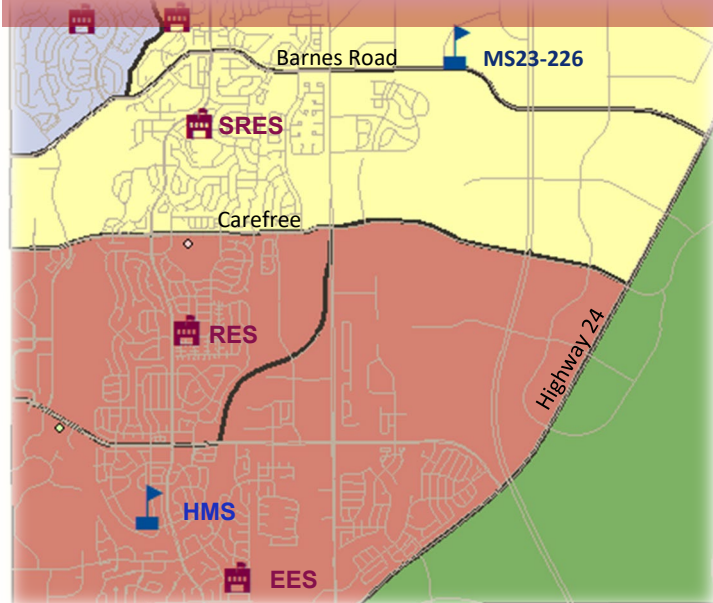 Barnes Road
MS23-226
SRES
Carefree
RES
Highway 24
HMS
EES